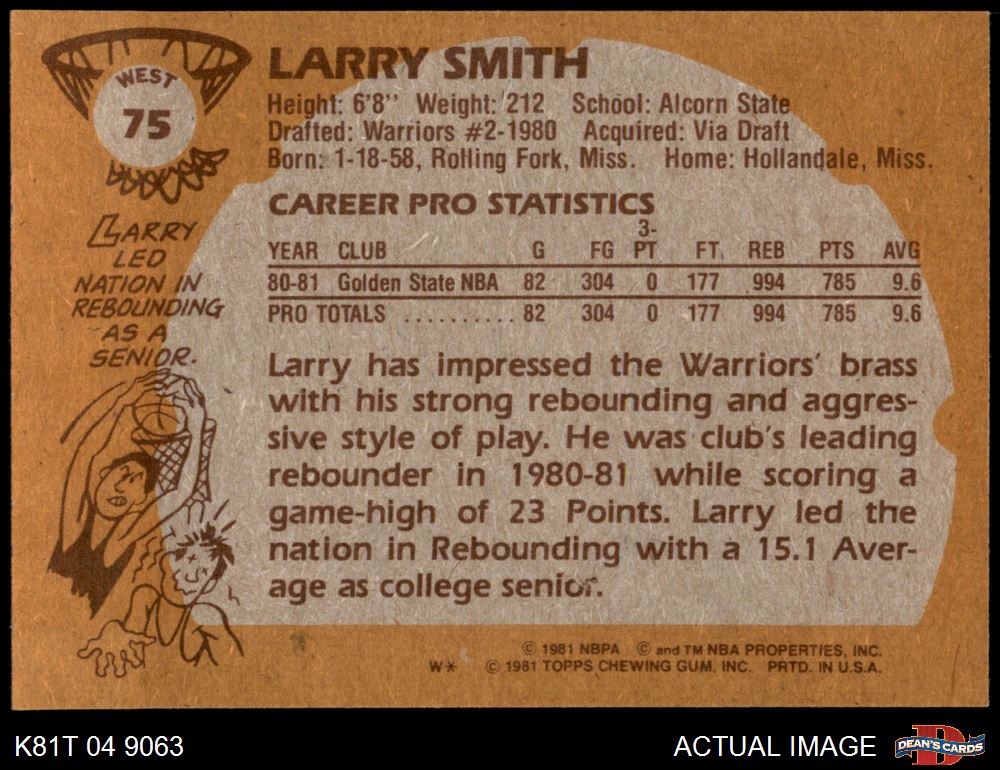 WEST
75
LARRY SMITH
Height: 6'8'' Weight: 212 School: Alcorn State
Drafted: Warriors #2-1980 Acquired: Via Draft
Born: 1-18-58, Rolling Fork, Miss. Home: Hollandale, Miss.
LARRY
LED
NATION IN
REBOUNDING
AS A
SENIOR.
CAREER PRO STATISTICS
YEAR CLUB G FG 3-PT FT. REB PTS AVG
80-81 Golden State NBA 82 304 0 177 994 785 9.6
PRO TOTALS .......... 82 304 0 177 994 785 9.6
Larry has impressed the Warriors' brass
with his strong rebounding and aggres-
sive style of play. He was club's leading
rebounder in 1980-81 while scoring a
game-high of 23 Points. Larry led the
nation in Rebounding with a 15.1 Aver-
age as college senior.
© 1981 NBPA © and TM NBA PROPERTIES, INC.
W* © 1981 TOPPS CHEWING GUM, INC. PRTD. IN U.S.A.
K81T 04 9063
ACTUAL IMAGE
D
DEAN'S CARDS